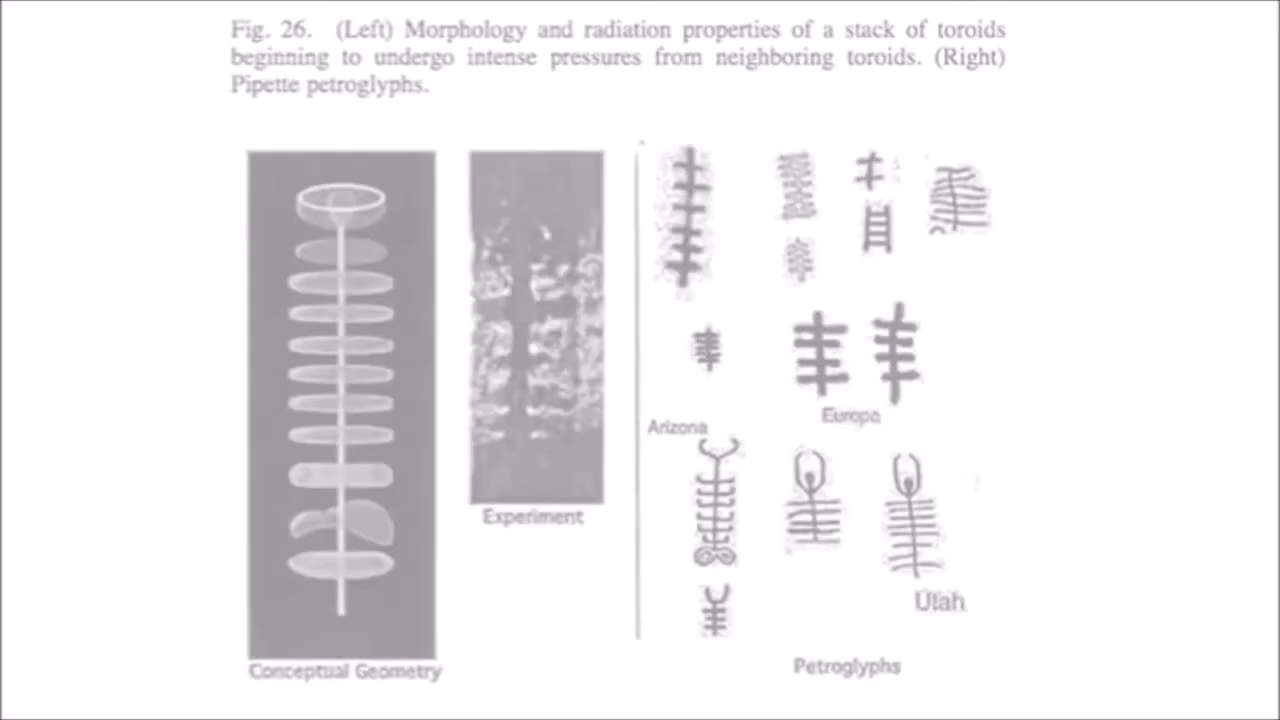 Fig. 26. (Left) Morphology and radiation properties of a stack of toroids
beginning to undergo intense pressures from neighboring toroids. (Right)
Pipette petroglyphs.
Experiment
Conceptual Geometry
Arizona
Europe
Utah
Petroglyphs